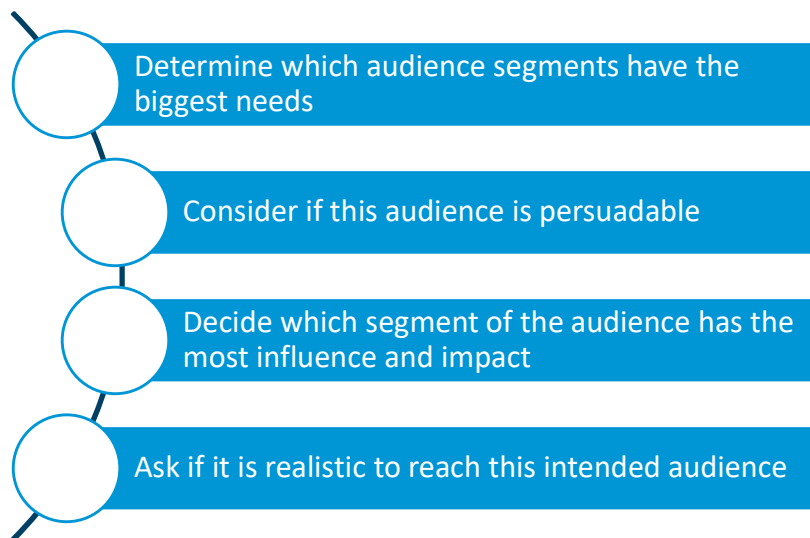 Determine which audience segments have the
biggest needs
Consider if this audience is persuadable
Decide which segment of the audience has the
most influence and impact
Ask if it is realistic to reach this intended audience